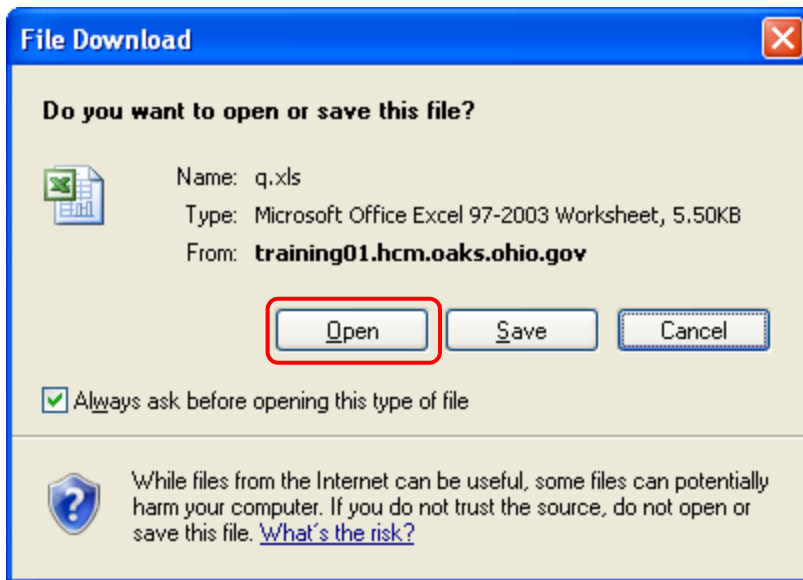 File Download
Do you want to open or save this file?
Name: q.xls
Type: Microsoft Office Excel 97-2003 Worksheet, 5.50KB
From: training01.hcm.oaks.ohio.gov
Open Save Cancel
Always ask before opening this type of file
While files from the Internet can be useful, some files can potentially
harm your computer. If you do not trust the source, do not open or
save this file. What's the risk?